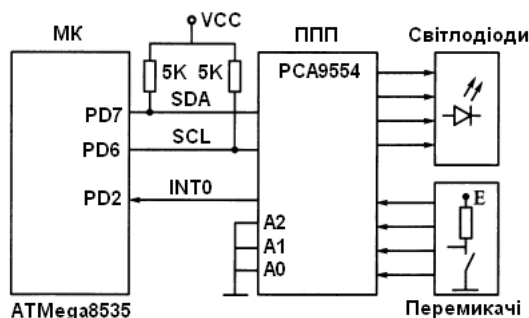 VCC
МК
ППП
Світлодіоди
5K 5K
PCA9554
SDA
PD7
SCL
PD6
INT0
PD2
A2
A1
A0
E
ATMega8535
Перемикачі